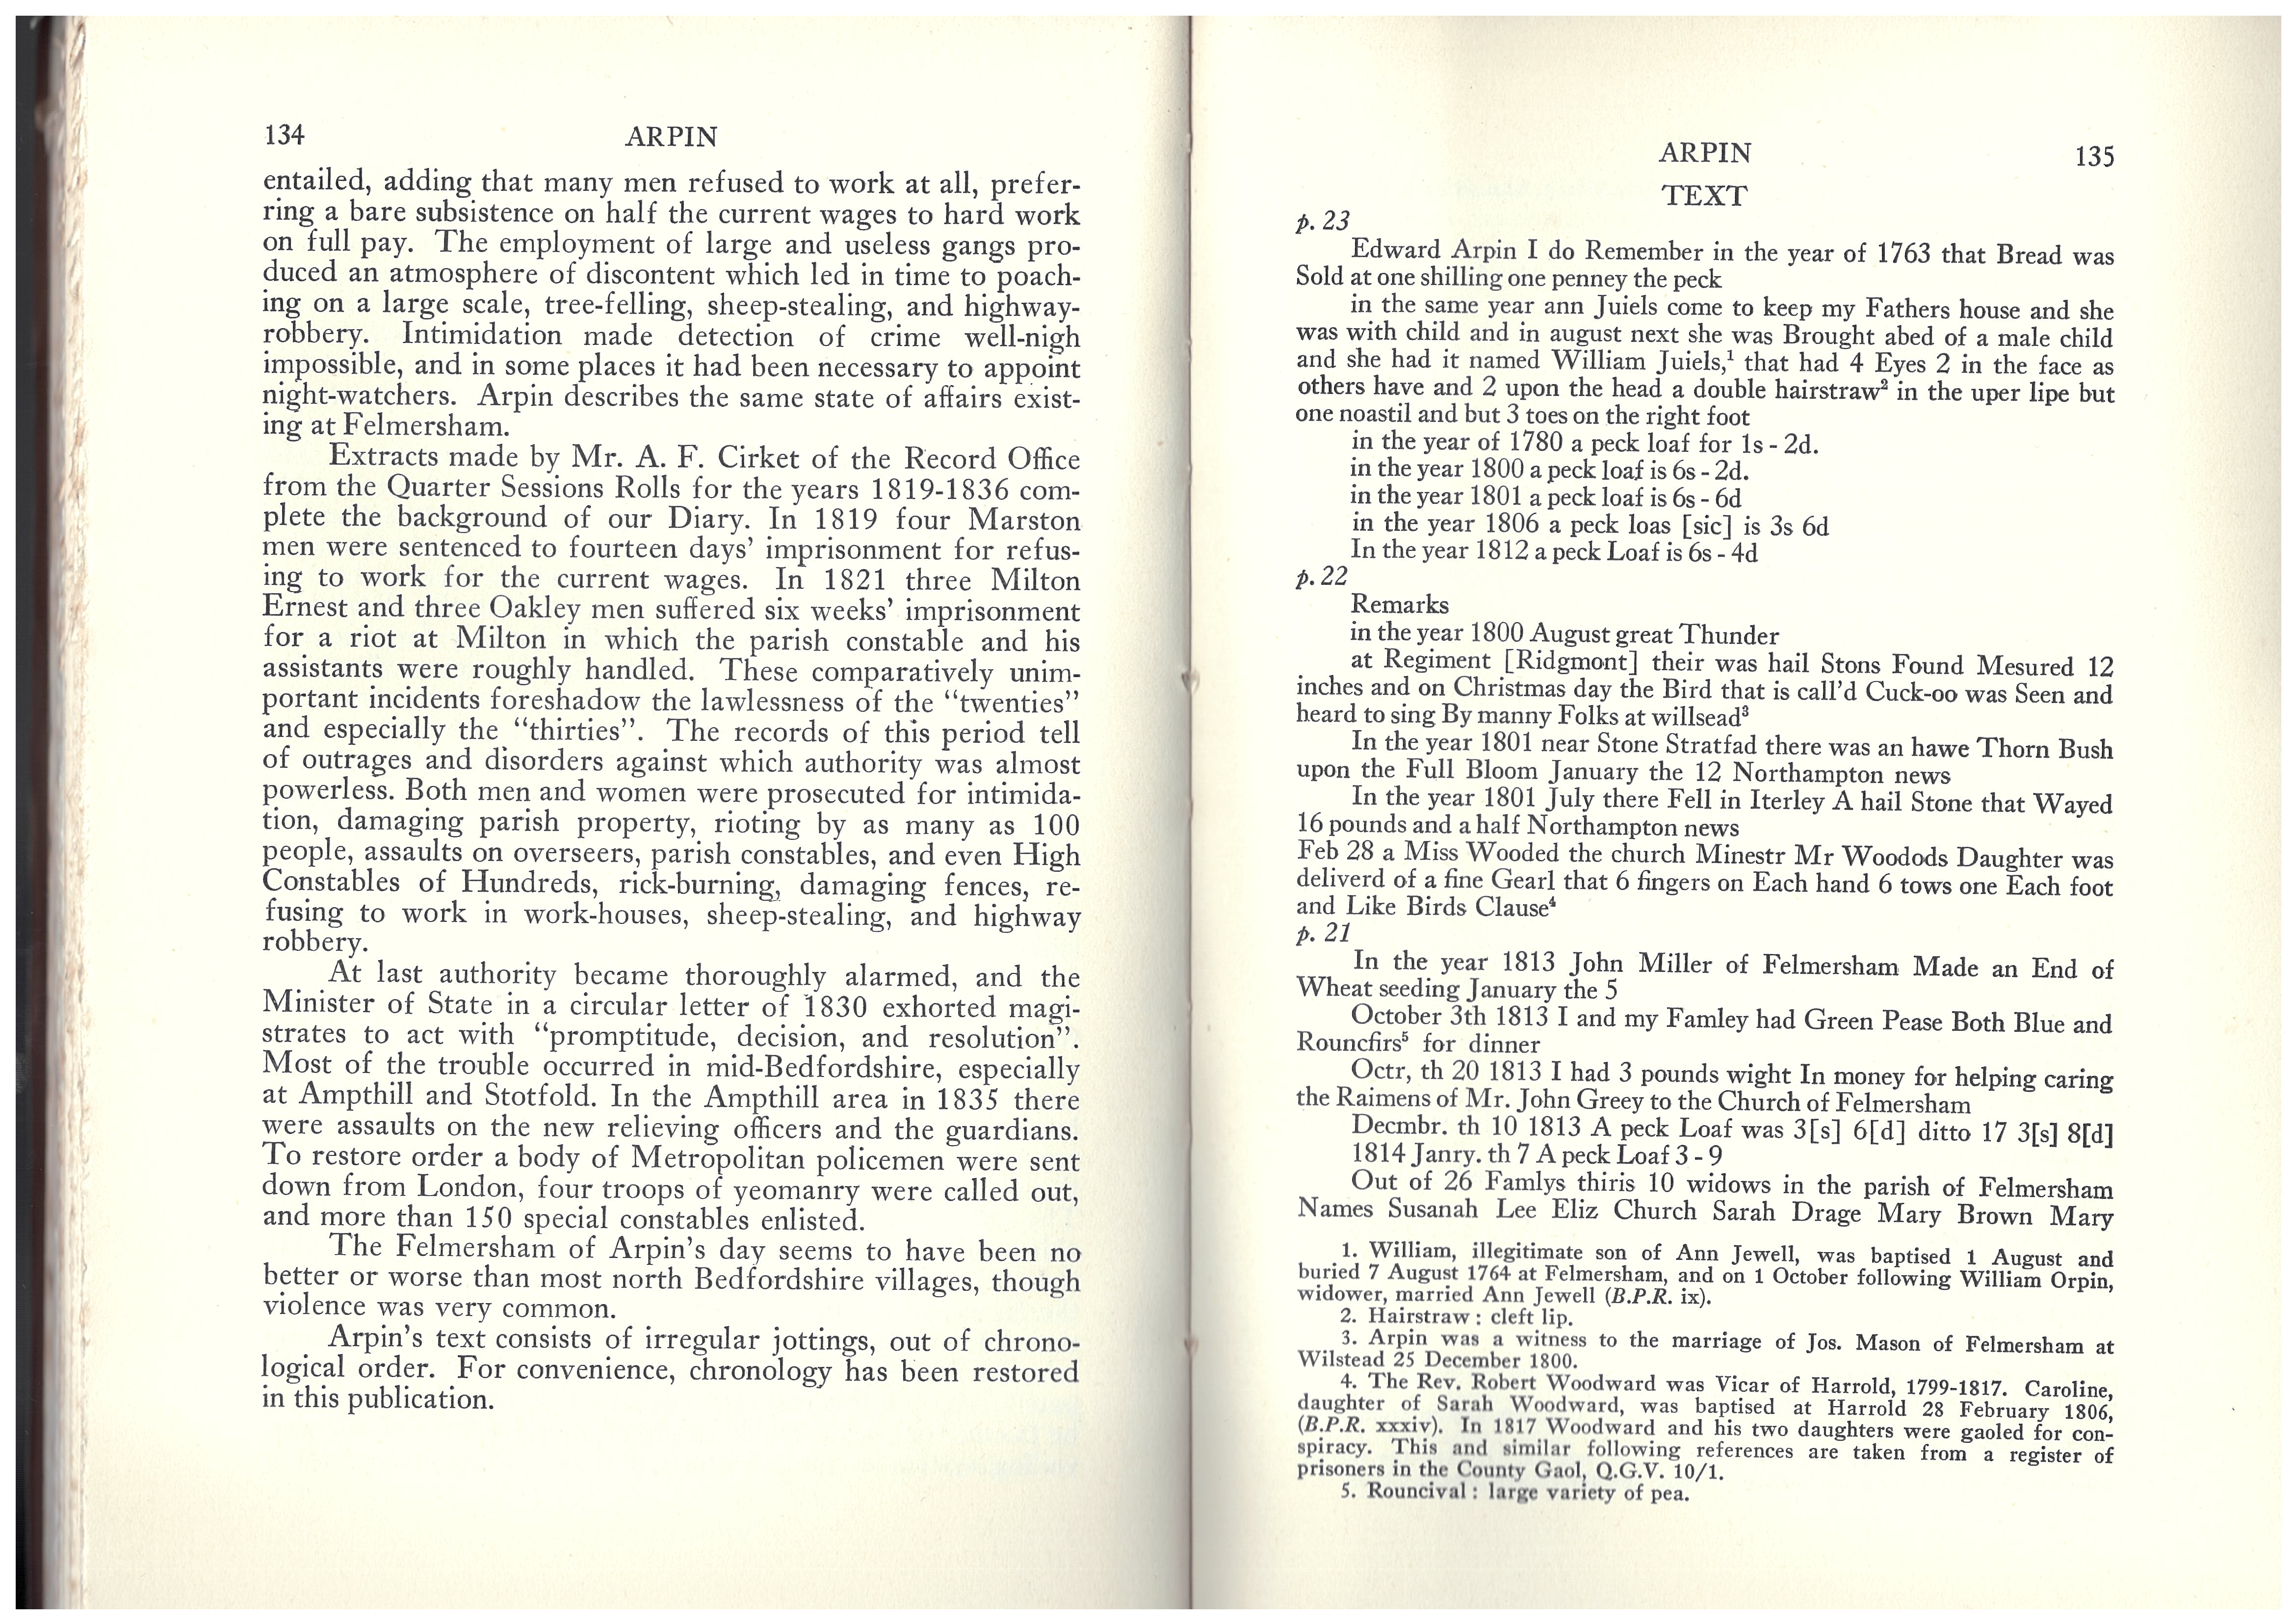 134 ARPIN
entailed, adding that many men refused to work at all, prefer-
ring a bare subsistence on half the current wages to hard work
on full pay. The employment of large and useless gangs pro-
duced an atmosphere of discontent which led in time to poach-
ing on a large scale, tree-felling, sheep-stealing, and highway-
robbery. Intimidation made detection of crime well-nigh
impossible, and in some places it had been necessary to appoint
night-watchers. Arpin describes the same state of affairs exist-
ing at Felmersham.
Extracts made by Mr. A. F. Cirket of the Record Office
from the Quarter Sessions Rolls for the years 1819-1836 com-
plete the background of our Diary. In 1819 four Marston
men were sentenced to fourteen days' imprisonment for refus-
ing to work for the current wages. In 1821 three Milton
Ernest and three Oakley men suffered six weeks' imprisonment
for a riot at Milton in which the parish constable and his
assistants were roughly handled. These comparatively unim-
portant incidents foreshadow the lawlessness of the "twenties"
and especially the "thirties". The records of this period tell
of outrages and disorders against which authority was almost
powerless. Both men and women were prosecuted for intimida-
tion, damaging parish property, rioting by as many as 100
people, assaults on overseers, parish constables, and even High
Constables of Hundreds, rick-burning, damaging fences, re-
fusing to work in work-houses, sheep-stealing, and highway
robbery.
At last authority became thoroughly alarmed, and the
Minister of State in a circular letter of 1830 exhorted magi-
strates to act with "promptitude, decision, and resolution".
Most of the trouble occurred in mid-Bedfordshire, especially
at Ampthill and Stotfold. In the Ampthill area in 1835 there
were assaults on the new relieving officers and the guardians.
To restore order a body of Metropolitan policemen were sent
down from London, four troops of yeomanry were called out,
and more than 150 special constables enlisted.
The Felmersham of Arpin's day seems to have been no
better or worse than most north Bedfordshire villages, though
violence was very common.
Arpin's text consists of irregular jottings, out of chrono-
logical order. For convenience, chronology has been restored
in this publication.
ARPIN 135
TEXT
p. 23
Edward Arpin I do Remember in the year of 1763 that Bread was
Sold at one shilling one penney the peck
in the same year ann Juiels come to keep my Fathers house and she
was with child and in august next she was Brought abed of a male child
and she had it named William Juiels,¹ that had 4 Eyes 2 in the face as
others have and 2 upon the head a double hairstraw² in the uper lipe but
one noastil and but 3 toes on the right foot
in the year of 1780 a peck loaf for 1s - 2d.
in the year 1800 a peck loaf is 6s - 2d.
in the year 1801 a peck loaf is 6s - 6d
in the year 1806 a peck loas [sic] is 3s 6d
In the year 1812 a peck Loaf is 6s - 4d
p. 22
Remarks
in the year 1800 August great Thunder
at Regiment [Ridgmont] their was hail Stons Found Mesured 12
inches and on Christmas day the Bird that is call'd Cuck-oo was Seen and
heard to sing By manny Folks at willsead³
In the year 1801 near Stone Stratfad there was an hawe Thorn Bush
upon the Full Bloom January the 12 Northampton news
In the year 1801 July there Fell in Iterley A hail Stone that Wayed
16 pounds and a half Northampton news
Feb 28 a Miss Wooded the church Minestr Mr Woodods Daughter was
deliverd of a fine Gearl that 6 fingers on Each hand 6 tows one Each foot
and Like Birds Clause⁴
p. 21
In the year 1813 John Miller of Felmersham Made an End of
Wheat seeding January the 5
October 3th 1813 I and my Famley had Green Pease Both Blue and
Rouncfirs⁵ for dinner
Octr, th 20 1813 I had 3 pounds wight In money for helping caring
the Raimens of Mr. John Greey to the Church of Felmersham
Decmbr. th 10 1813 A peck Loaf was 3[s] 6[d] ditto 17 3[s] 8[d]
1814 Janry. th 7 A peck Loaf 3 - 9
Out of 26 Famlys thiris 10 widows in the parish of Felmersham
Names Susanah Lee Eliz Church Sarah Drage Mary Brown Mary
1. William, illegitimate son of Ann Jewell, was baptised 1 August and
buried 7 August 1764 at Felmersham, and on 1 October following William Orpin,
widower, married Ann Jewell (B.P.R. ix).
2. Hairstraw : cleft lip.
3. Arpin was a witness to the marriage of Jos. Mason of Felmersham at
Wilstead 25 December 1800.
4. The Rev. Robert Woodward was Vicar of Harrold, 1799-1817. Caroline,
daughter of Sarah Woodward, was baptised at Harrold 28 February 1806,
(B.P.R. xxxiv). In 1817 Woodward and his two daughters were gaoled for con-
spiracy. This and similar following references are taken from a register of
prisoners in the County Gaol, Q.G.V. 10/1.
5. Rouncival : large variety of pea.